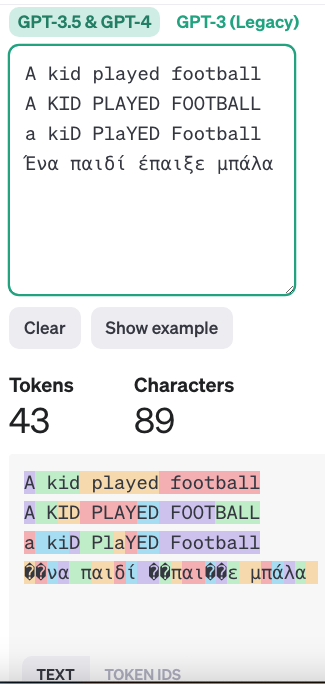 GPT-3.5 & GPT-4 GPT-3 (Legacy)
A kid played football
A KID PLAYED FOOTBALL
a kiD PlaYED Football
Ένα παιδί έπαιξε μπάλα
Clear Show example
Tokens Characters
43 89
A kid played football
A KID PLAYED FOOTBALL
a kiD PlaYED Football
��να παιδί ��παι��ε μπάλα
TEXT TOKEN IDS